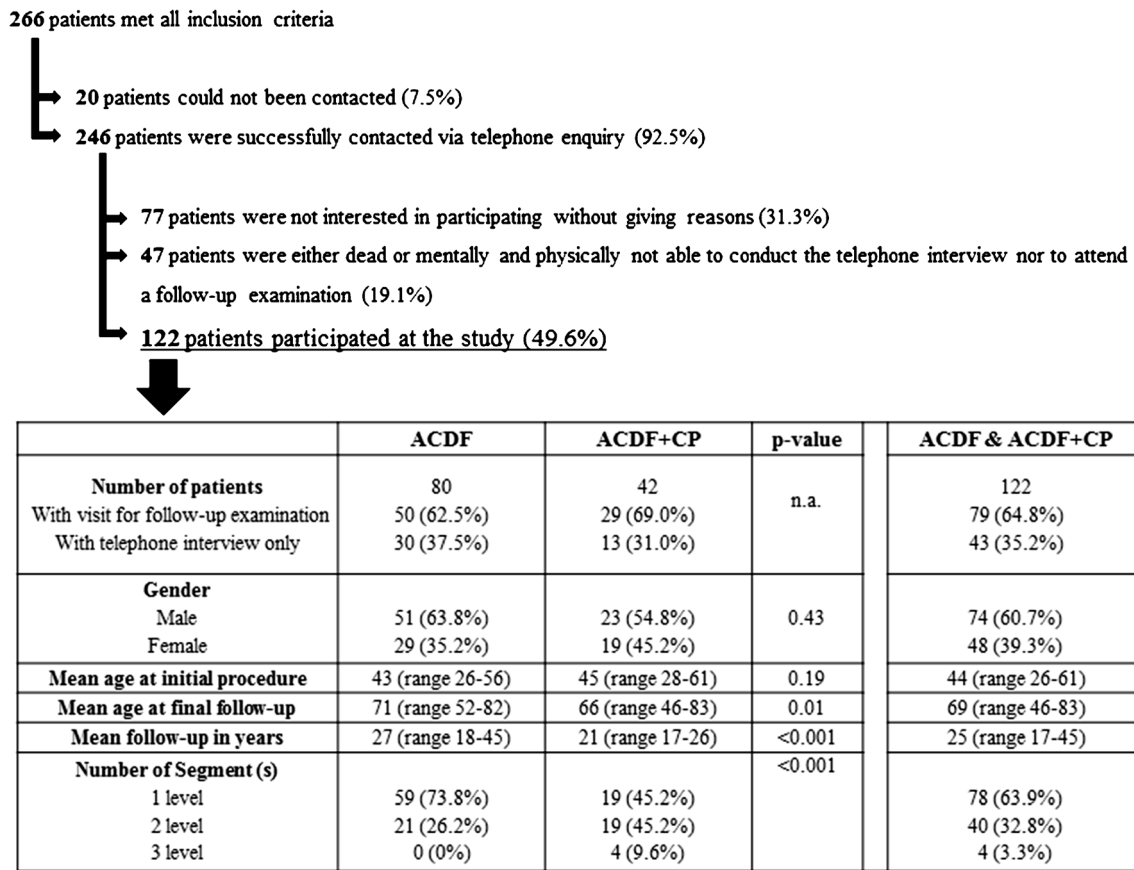 266 patients met all inclusion criteria
20 patients could not been contacted (7.5%)
246 patients were successfully contacted via telephone enquiry (92.5%)
77 patients were not interested in participating without giving reasons (31.3%)
47 patients were either dead or mentally and physically not able to conduct the telephone interview nor to attend
a follow-up examination (19.1%)
122 patients participated at the study (49.6%)
ACDF ACDF+CP p-value ACDF & ACDF+CP
Number of patients 80 42 n.a. 122
With visit for follow-up examination 50 (62.5%) 29 (69.0%) 79 (64.8%)
With telephone interview only 30 (37.5%) 13 (31.0%) 43 (35.2%)
Gender
Male 51 (63.8%) 23 (54.8%) 0.43 74 (60.7%)
Female 29 (35.2%) 19 (45.2%) 48 (39.3%)
Mean age at initial procedure 43 (range 26-56) 45 (range 28-61) 0.19 44 (range 26-61)
Mean age at final follow-up 71 (range 52-82) 66 (range 46-83) 0.01 69 (range 46-83)
Mean follow-up in years 27 (range 18-45) 21 (range 17-26) <0.001 25 (range 17-45)
Number of Segment (s) <0.001
1 level 59 (73.8%) 19 (45.2%) 78 (63.9%)
2 level 21 (26.2%) 19 (45.2%) 40 (32.8%)
3 level 0 (0%) 4 (9.6%) 4 (3.3%)